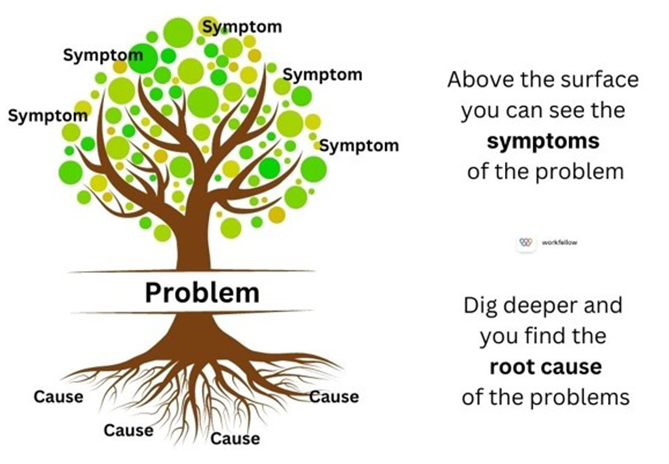 Symptom
Symptom
Symptom
Symptom
Symptom
Problem
Cause
Cause
Cause
Cause
Above the surface
you can see the
symptoms
of the problem
workfellow
Dig deeper and
you find the
root cause
of the problems